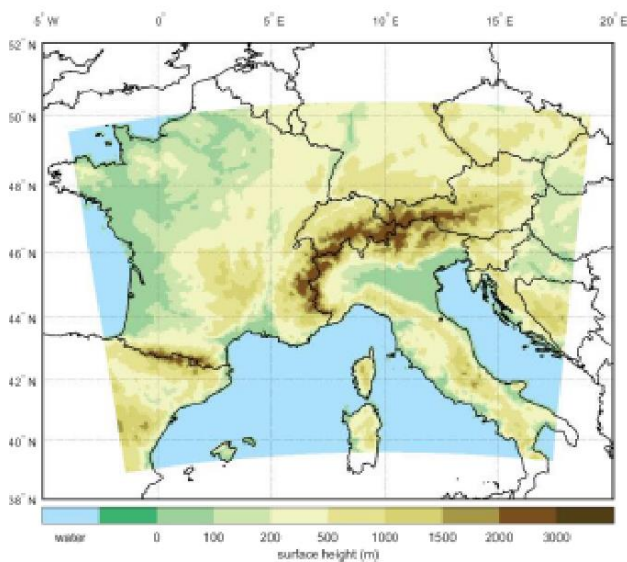 5° W 0° 5° E 10° E 15° E 20° E
52° N
50° N
48° N
46° N
44° N
42° N
40° N
38° N
water 0 100 200 500 1000 1500 2000 3000
surface height (m)